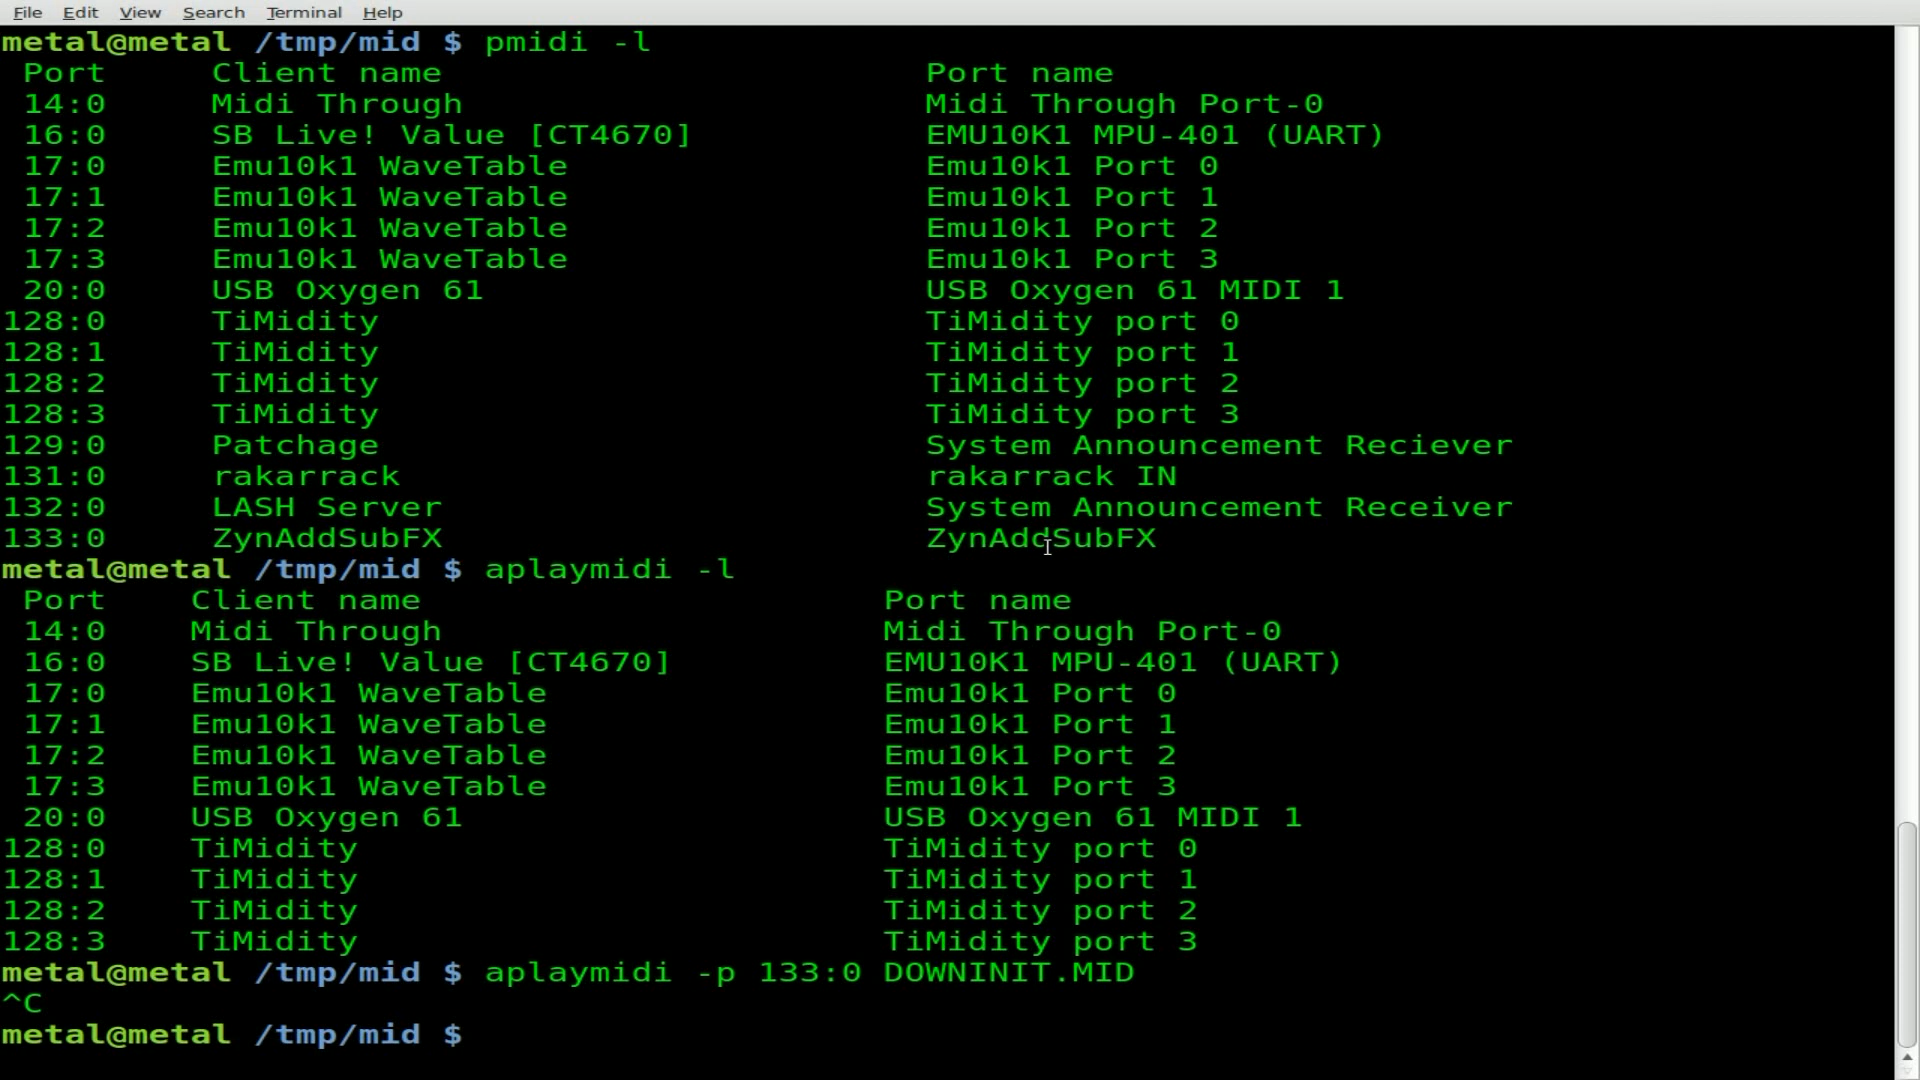 File Edit View Search Terminal Help
metal@metal /tmp/mid $ pmidi -l
Port Client name Port name
14:0 Midi Through Midi Through Port-0
16:0 SB Live! Value [CT4670] EMU10K1 MPU-401 (UART)
17:0 Emu10k1 WaveTable Emu10k1 Port 0
17:1 Emu10k1 WaveTable Emu10k1 Port 1
17:2 Emu10k1 WaveTable Emu10k1 Port 2
17:3 Emu10k1 WaveTable Emu10k1 Port 3
20:0 USB Oxygen 61 USB Oxygen 61 MIDI 1
128:0 TiMidity TiMidity port 0
128:1 TiMidity TiMidity port 1
128:2 TiMidity TiMidity port 2
128:3 TiMidity TiMidity port 3
129:0 Patchage System Announcement Reciever
131:0 rakarrack rakarrack IN
132:0 LASH Server System Announcement Receiver
133:0 ZynAddSubFX ZynAddSubFX
metal@metal /tmp/mid $ aplaymidi -l
Port Client name Port name
14:0 Midi Through Midi Through Port-0
16:0 SB Live! Value [CT4670] EMU10K1 MPU-401 (UART)
17:0 Emu10k1 WaveTable Emu10k1 Port 0
17:1 Emu10k1 WaveTable Emu10k1 Port 1
17:2 Emu10k1 WaveTable Emu10k1 Port 2
17:3 Emu10k1 WaveTable Emu10k1 Port 3
20:0 USB Oxygen 61 USB Oxygen 61 MIDI 1
128:0 TiMidity TiMidity port 0
128:1 TiMidity TiMidity port 1
128:2 TiMidity TiMidity port 2
128:3 TiMidity TiMidity port 3
metal@metal /tmp/mid $ aplaymidi -p 133:0 DOWNINIT.MID
^C
metal@metal /tmp/mid $